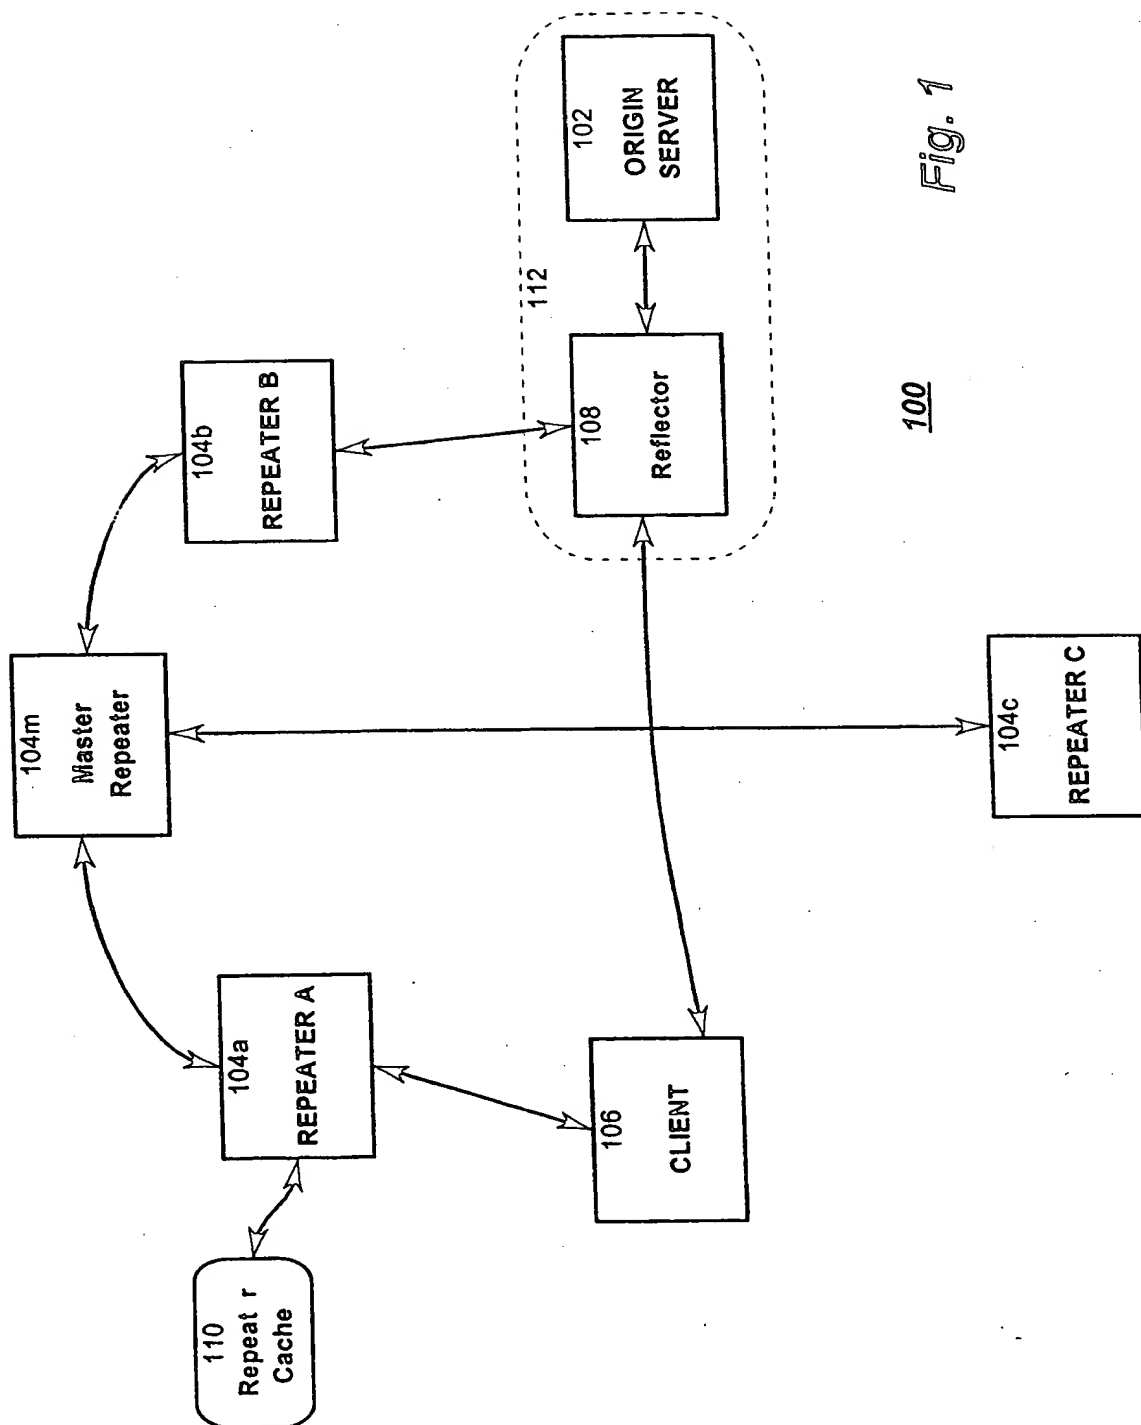 104m
Master
Repeater
104b
REPEATER B
104a
REPEATER A
110
Repeat r
Cache
112
102
ORIGIN
SERVER
108
Reflector
106
CLIENT
104c
REPEATER C
100
Fig. 1